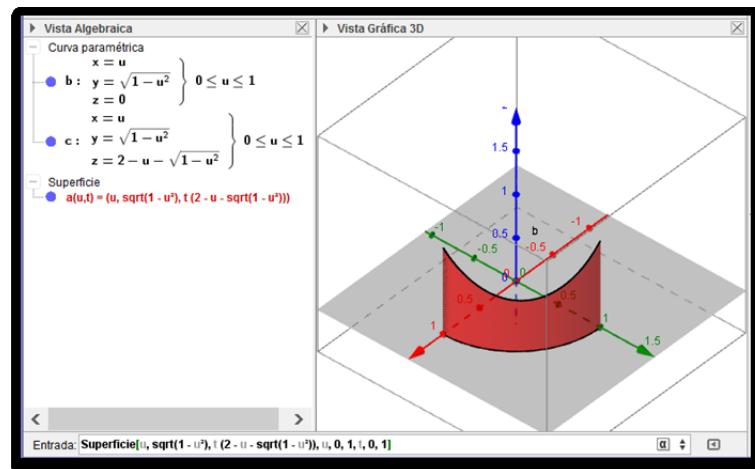 Vista Algebraica
Curva paramétrica
x = u
b : y = √(1 − u²) } 0 ≤ u ≤ 1
z = 0
x = u
c : y = √(1 − u²) } 0 ≤ u ≤ 1
z = 2 − u − √(1 − u²)
Superficie
a(u,t) = (u, sqrt(1 - u²), t (2 - u - sqrt(1 - u²)))
Vista Gráfica 3D
1.5
1
0.5
0
b
-1
-0.5
0
0.5
1
-1
-0.5
0
0.5
1
1.5
Entrada: Superficie[u, sqrt(1 - u²), t (2 - u - sqrt(1 - u²)), u, 0, 1, t, 0, 1]
α